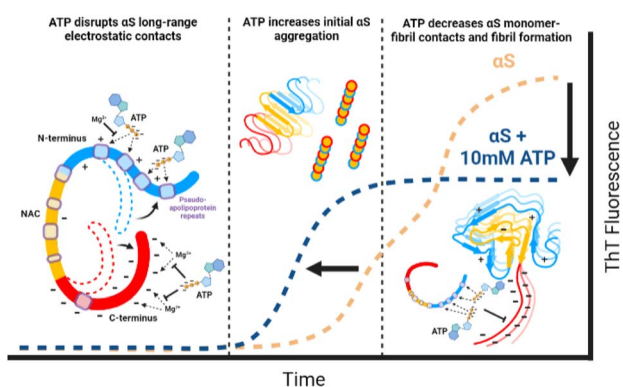 ATP disrupts αS long-range
electrostatic contacts
ATP increases initial αS
aggregation
ATP decreases αS monomer-
fibril contacts and fibril formation
αS
αS +
10mM ATP
Mg²⁺
ATP
N-terminus
ATP
Pseudo-
apolipoprotein
repeats
NAC
Mg²⁺
ATP
Mg²⁺
C-terminus
ATP
ThT Fluorescence
Time